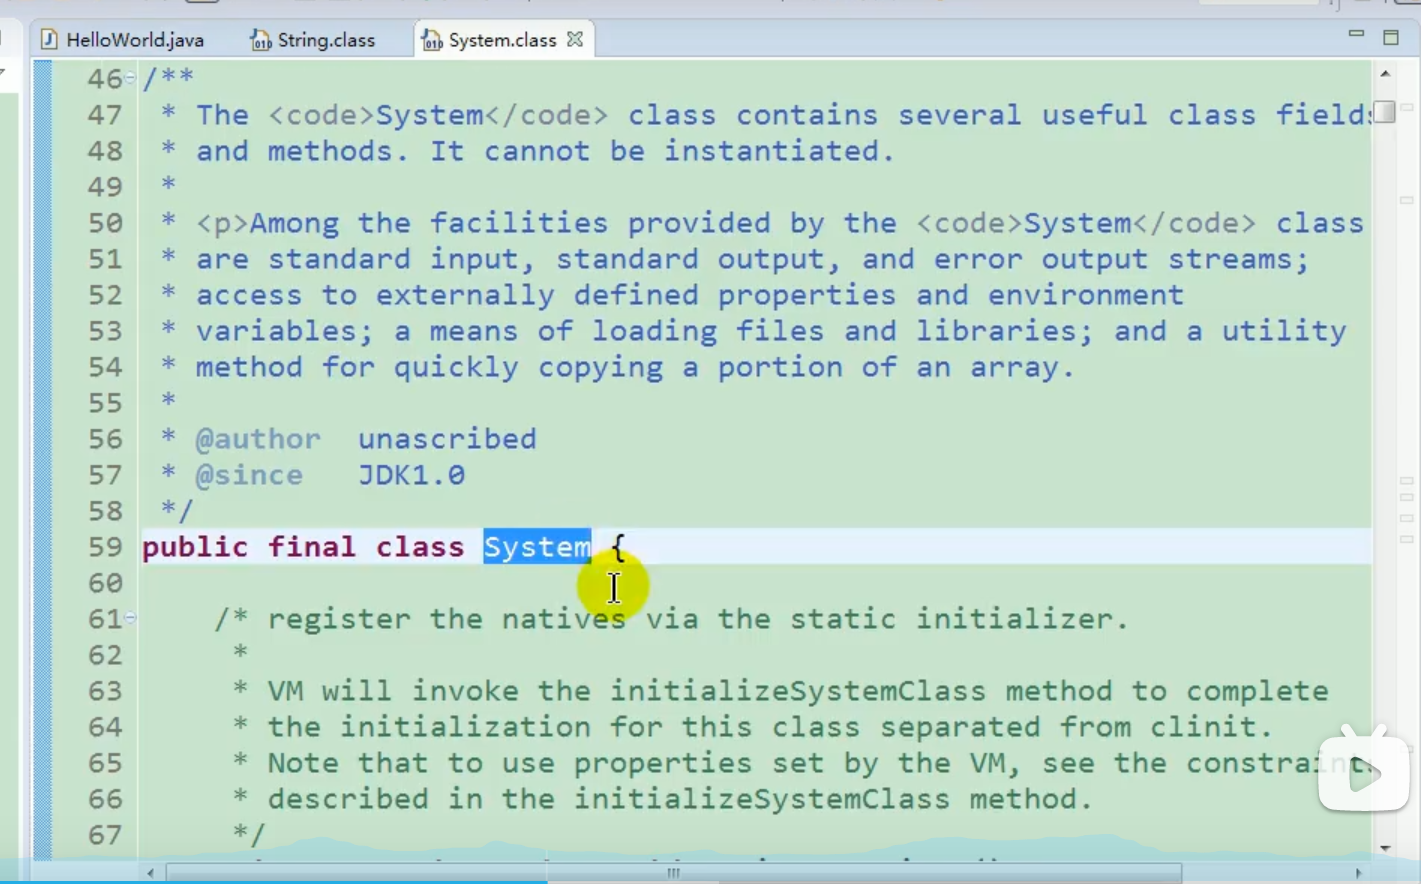 HelloWorld.java String.class System.class
46 /**
47 * The <code>System</code> class contains several useful class fields
48 * and methods. It cannot be instantiated.
49 *
50 * <p>Among the facilities provided by the <code>System</code> class
51 * are standard input, standard output, and error output streams;
52 * access to externally defined properties and environment
53 * variables; a means of loading files and libraries; and a utility
54 * method for quickly copying a portion of an array.
55 *
56 * @author unascribed
57 * @since JDK1.0
58 */
59 public final class System {
60
61 /* register the natives via the static initializer.
62 *
63 * VM will invoke the initializeSystemClass method to complete
64 * the initialization for this class separated from clinit.
65 * Note that to use properties set by the VM, see the constraint
66 * described in the initializeSystemClass method.
67 */